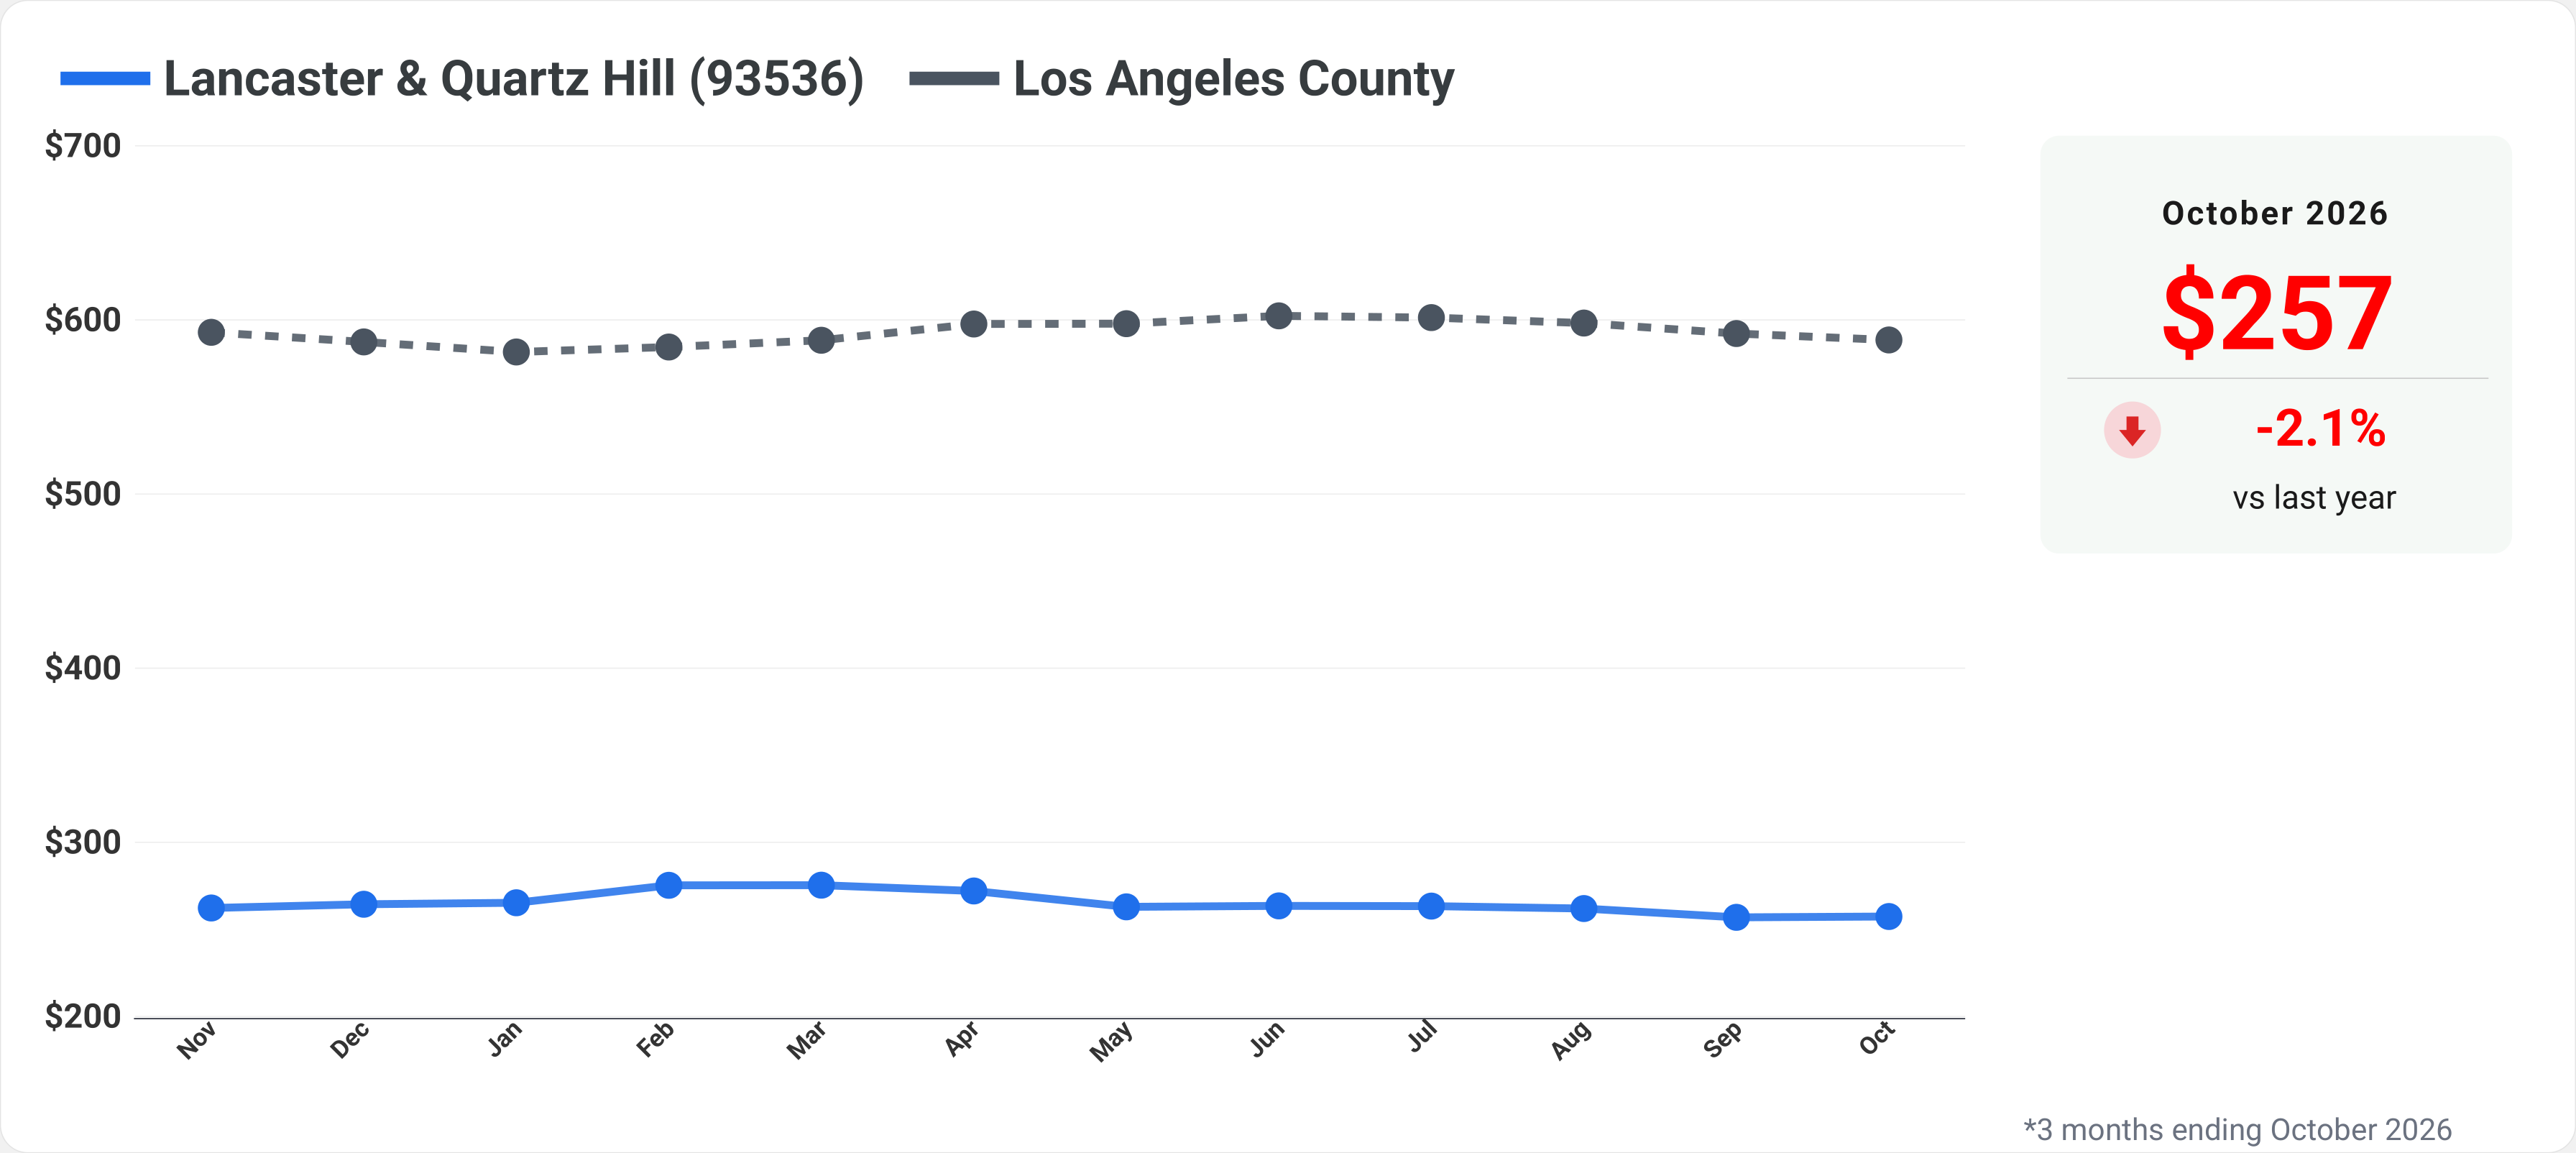 Lancaster & Quartz Hill (93536) Los Angeles County
$700
$600
$500
$400
$300
$200
Nov Dec Jan Feb Mar Apr May Jun Jul Aug Sep Oct
October 2026
$257
-2.1%
vs last year
*3 months ending October 2026